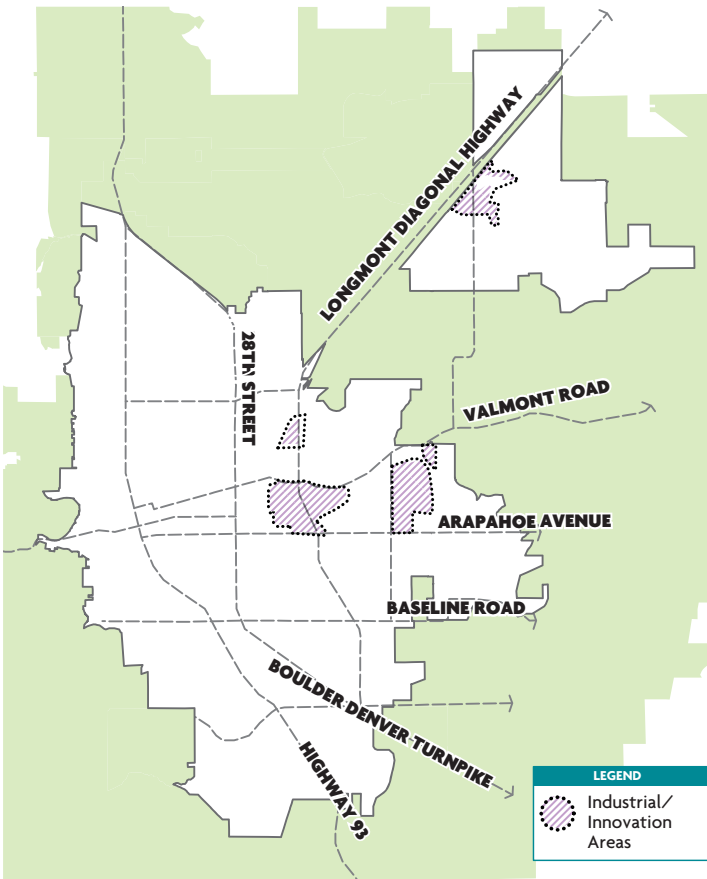 LONGMONT DIAGONAL HIGHWAY
28TH STREET
VALMONT ROAD
ARAPAHOE AVENUE
BASELINE ROAD
BOULDER DENVER TURNPIKE
HIGHWAY 93
LEGEND
Industrial/
Innovation
Areas